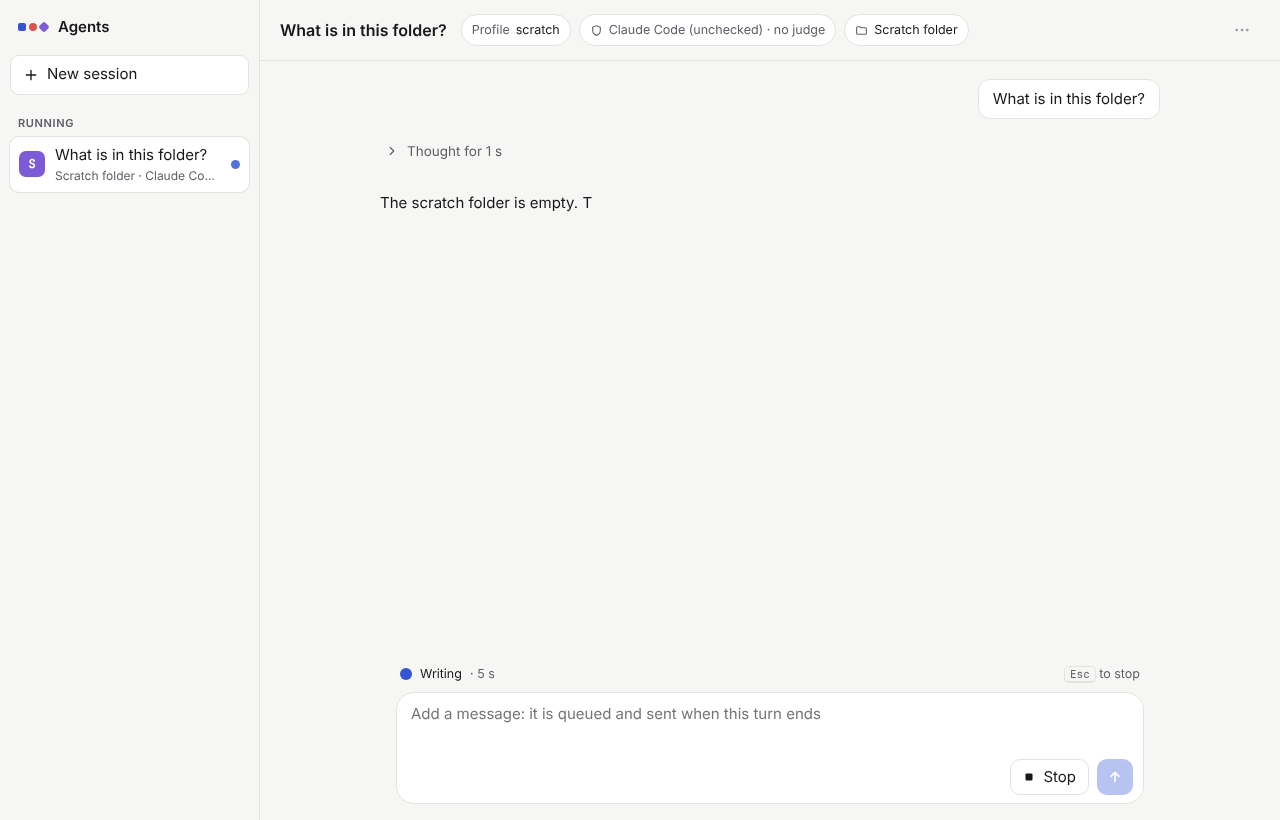 Agents
New session
RUNNING
S
What is in this folder?
Scratch folder · Claude Co...
What is in this folder?
Profile scratch
Claude Code (unchecked) · no judge
Scratch folder
What is in this folder?
Thought for 1 s
The scratch folder is empty. T
Writing · 5 s
Esc to stop
Add a message: it is queued and sent when this turn ends
Stop